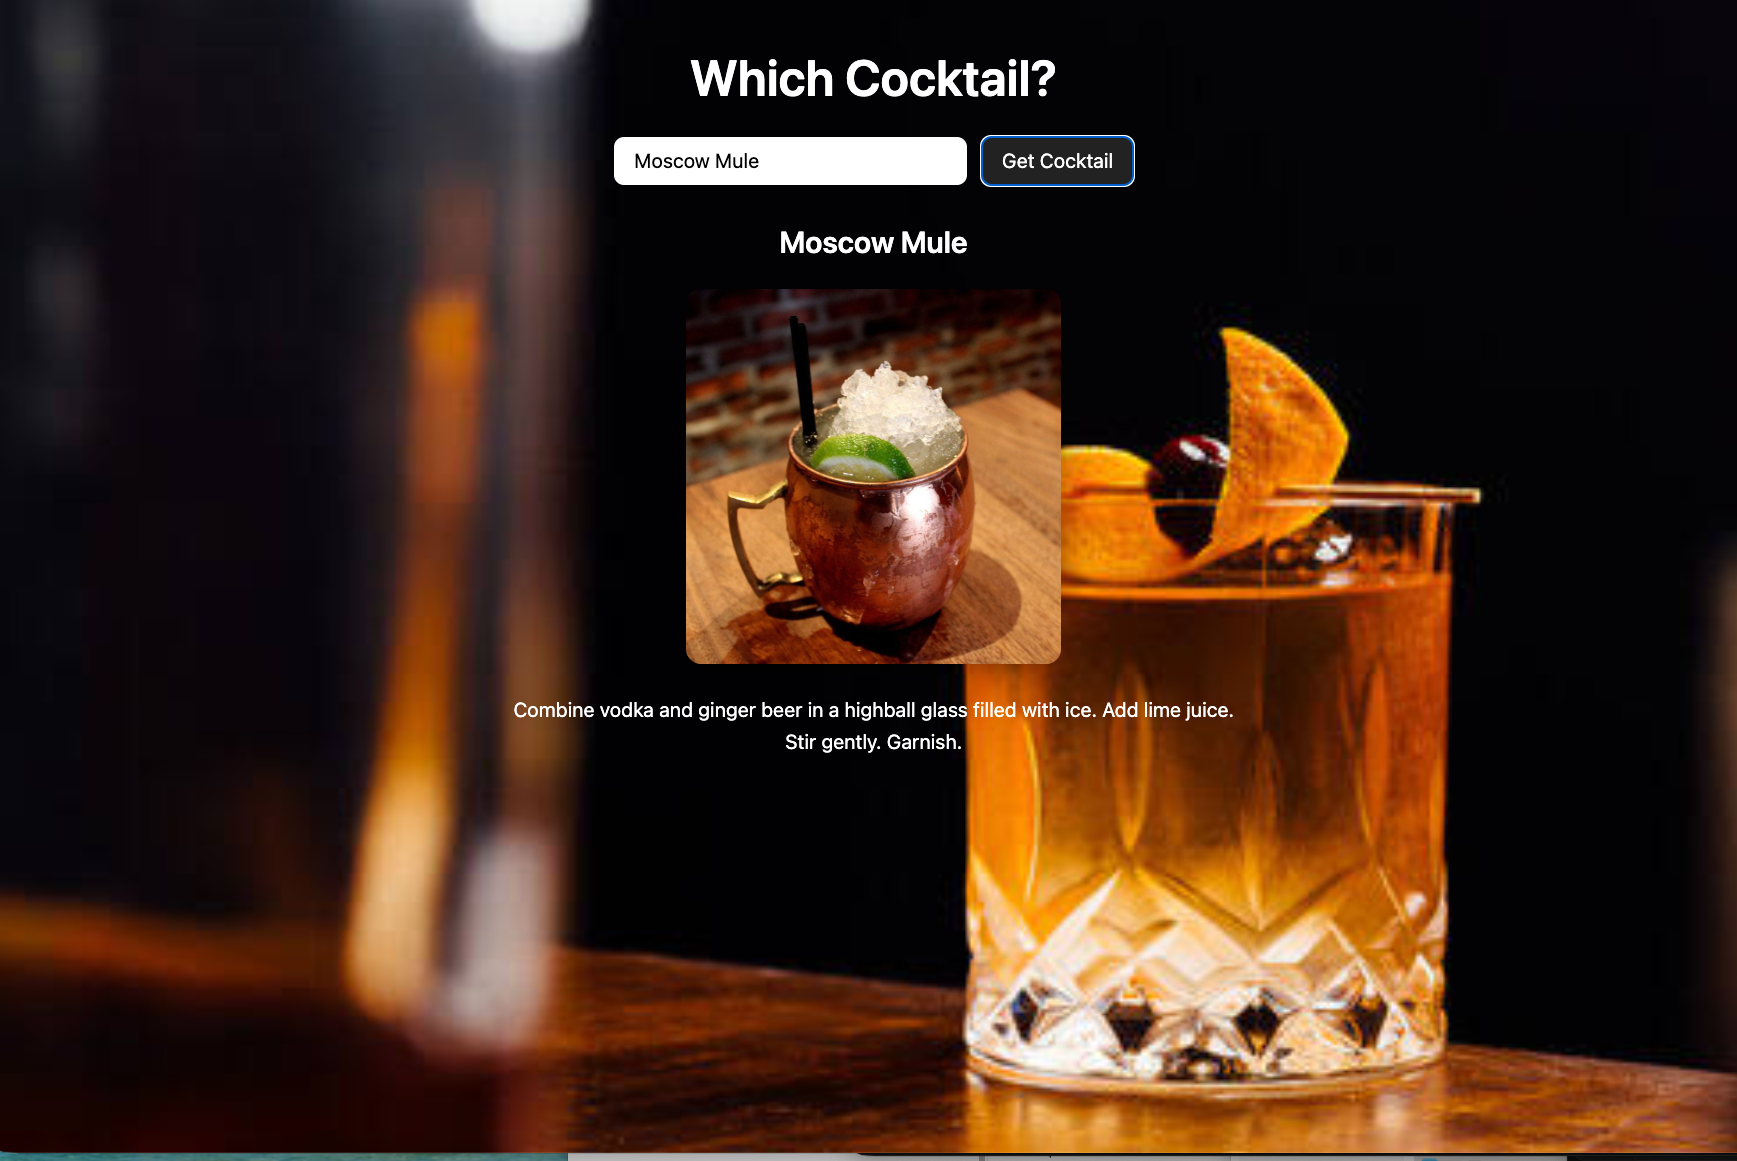 Which Cocktail?
Moscow Mule
Get Cocktail
Moscow Mule
Combine vodka and ginger beer in a highball glass filled with ice. Add lime juice.
Stir gently. Garnish.